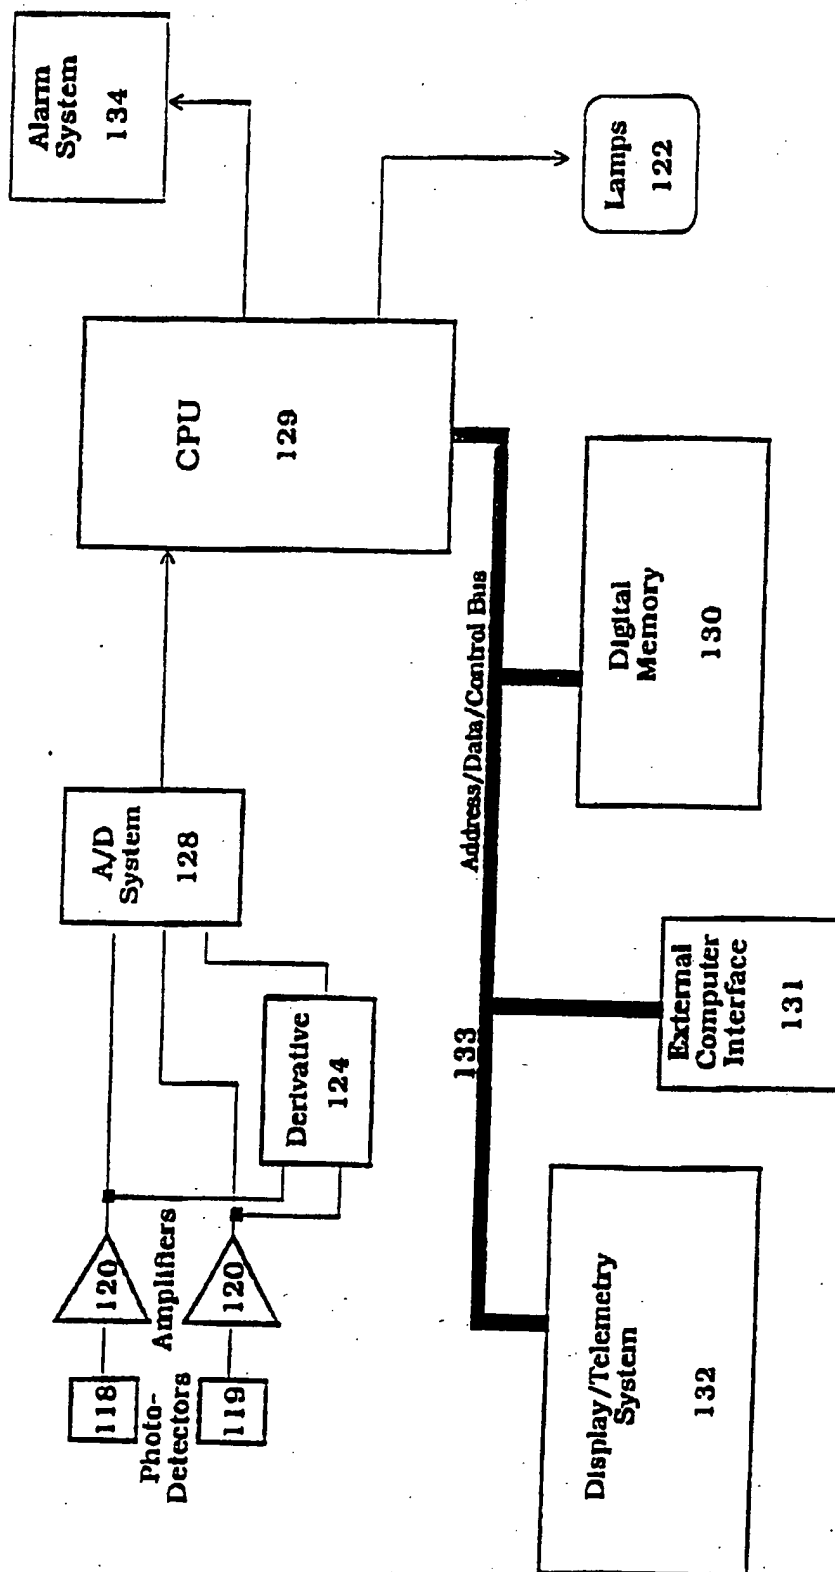 Photo-
Detectors
118
119
Amplifiers
120
120
Derivative
124
A/D
System
128
CPU
129
Alarm
System
134
Lamps
122
133
Address/Data/Control Bus
Display/Telemetry
System
132
External
Computer
Interface
131
Digital
Memory
130